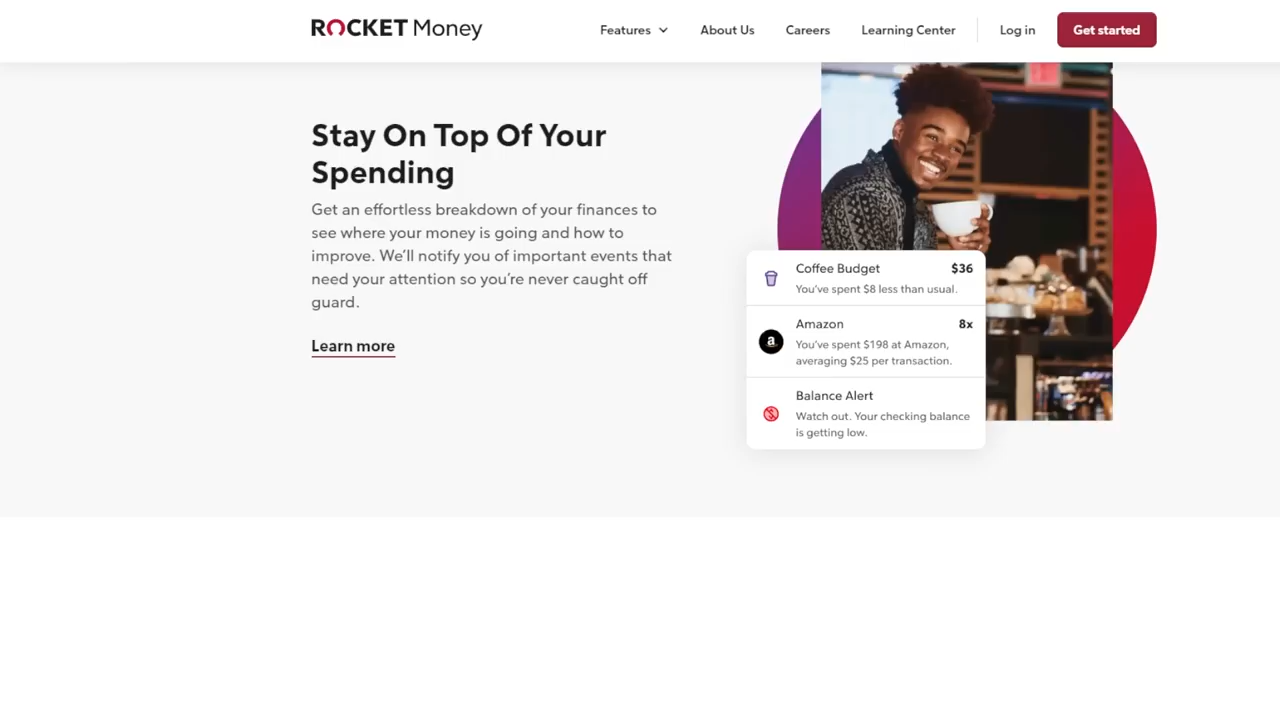 ROCKET Money
Features
About Us
Careers
Learning Center
Log in
Get started
Stay On Top Of Your
Spending
Get an effortless breakdown of your finances to
see where your money is going and how to
improve. We’ll notify you of important events that
need your attention so you’re never caught off
guard.
Learn more
Coffee Budget $36
You’ve spent $8 less than usual.
a
Amazon 8x
You’ve spent $198 at Amazon,
averaging $25 per transaction.
Balance Alert
Watch out. Your checking balance
is getting low.